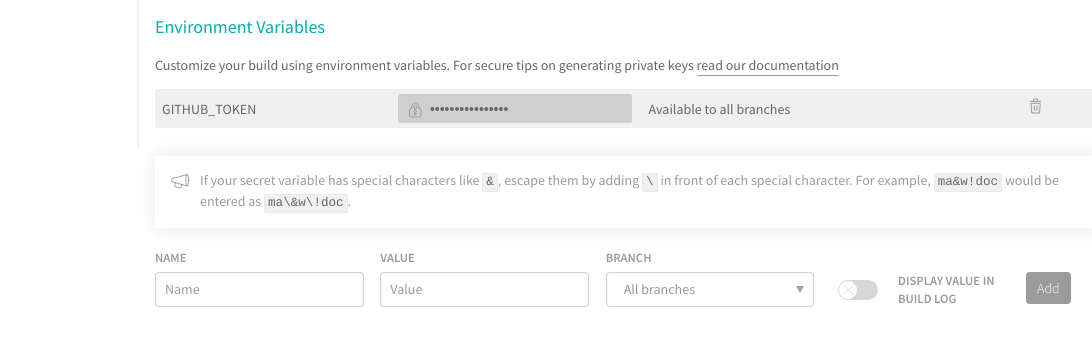 Environment Variables
Customize your build using environment variables. For secure tips on generating private keys read our documentation
GITHUB_TOKEN •••••••••••••••• Available to all branches
If your secret variable has special characters like &, escape them by adding \ in front of each special character. For example, ma&w!doc would be
entered as ma\&w\!doc.
NAME VALUE BRANCH
Name Value All branches DISPLAY VALUE IN Add
BUILD LOG